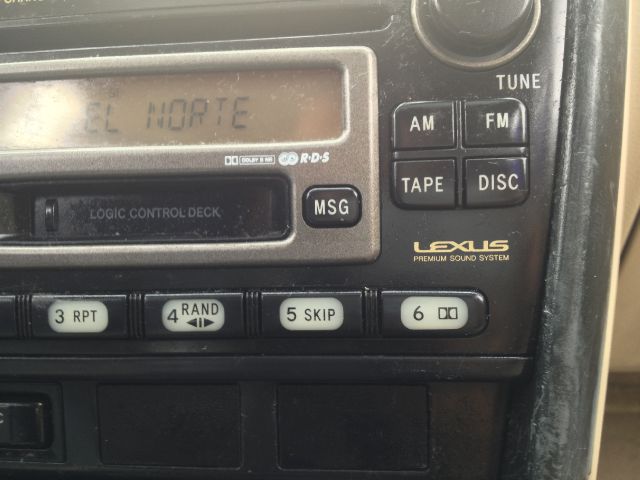 TUNE
EL NORTE
DOLBY B NR
R·D·S
AM
FM
TAPE
DISC
LOGIC CONTROL DECK
MSG
LEXUS
PREMIUM SOUND SYSTEM
3 RPT
4 RAND
5 SKIP
6